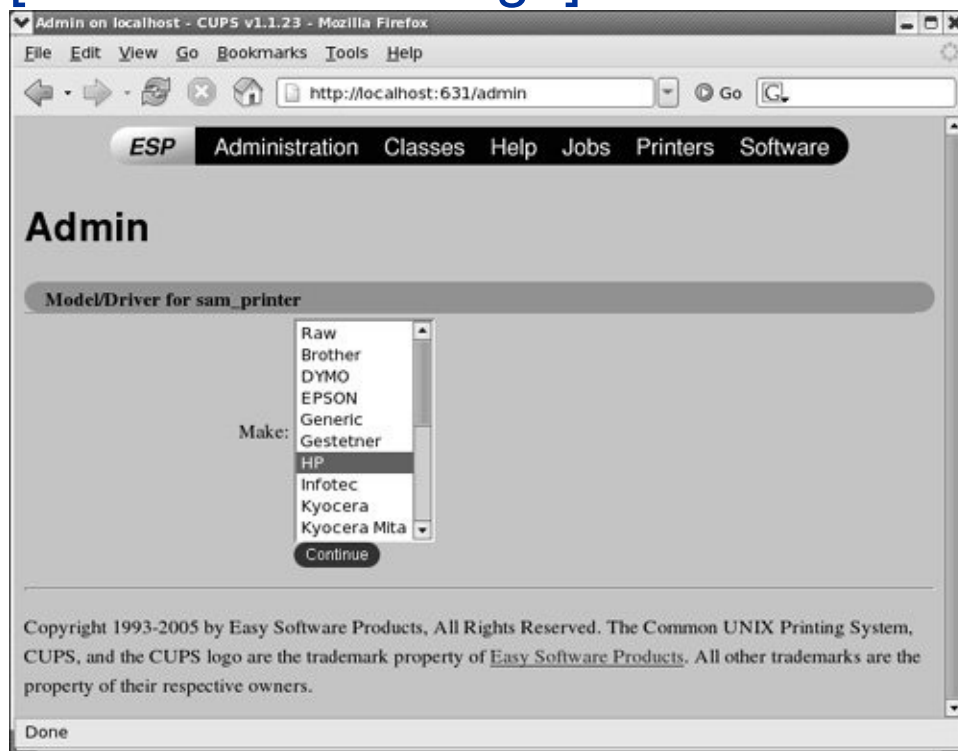 Admin on localhost - CUPS v1.1.23 - Mozilla Firefox
File Edit View Go Bookmarks Tools Help
http://localhost:631/admin Go G
ESP Administration Classes Help Jobs Printers Software
Admin
Model/Driver for sam_printer
Make:
Raw
Brother
DYMO
EPSON
Generic
Gestetner
HP
Infotec
Kyocera
Kyocera Mita
Continue
Copyright 1993-2005 by Easy Software Products, All Rights Reserved. The Common UNIX Printing System,
CUPS, and the CUPS logo are the trademark property of Easy Software Products. All other trademarks are the
property of their respective owners.
Done